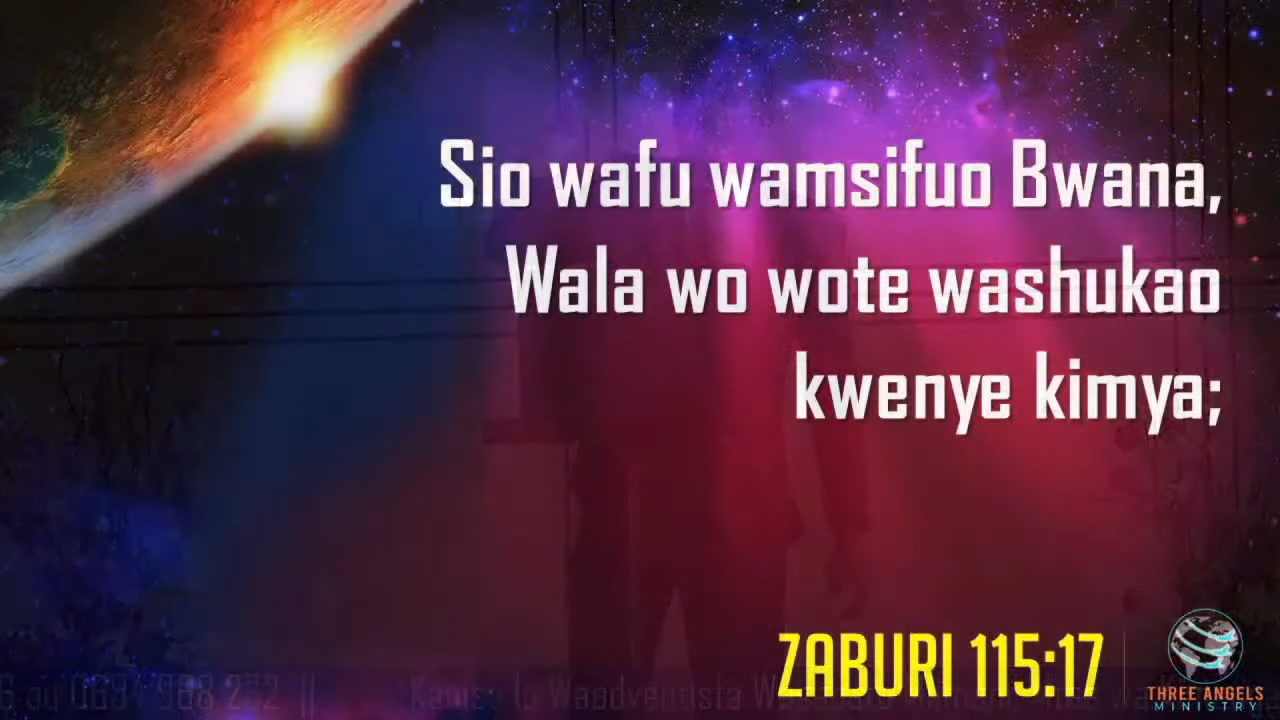 Sio wafu wamsifuo Bwana,
Wala wo wote washukao
kwenye kimya;
ZABURI 115:17
THREE ANGELS
MINISTRY